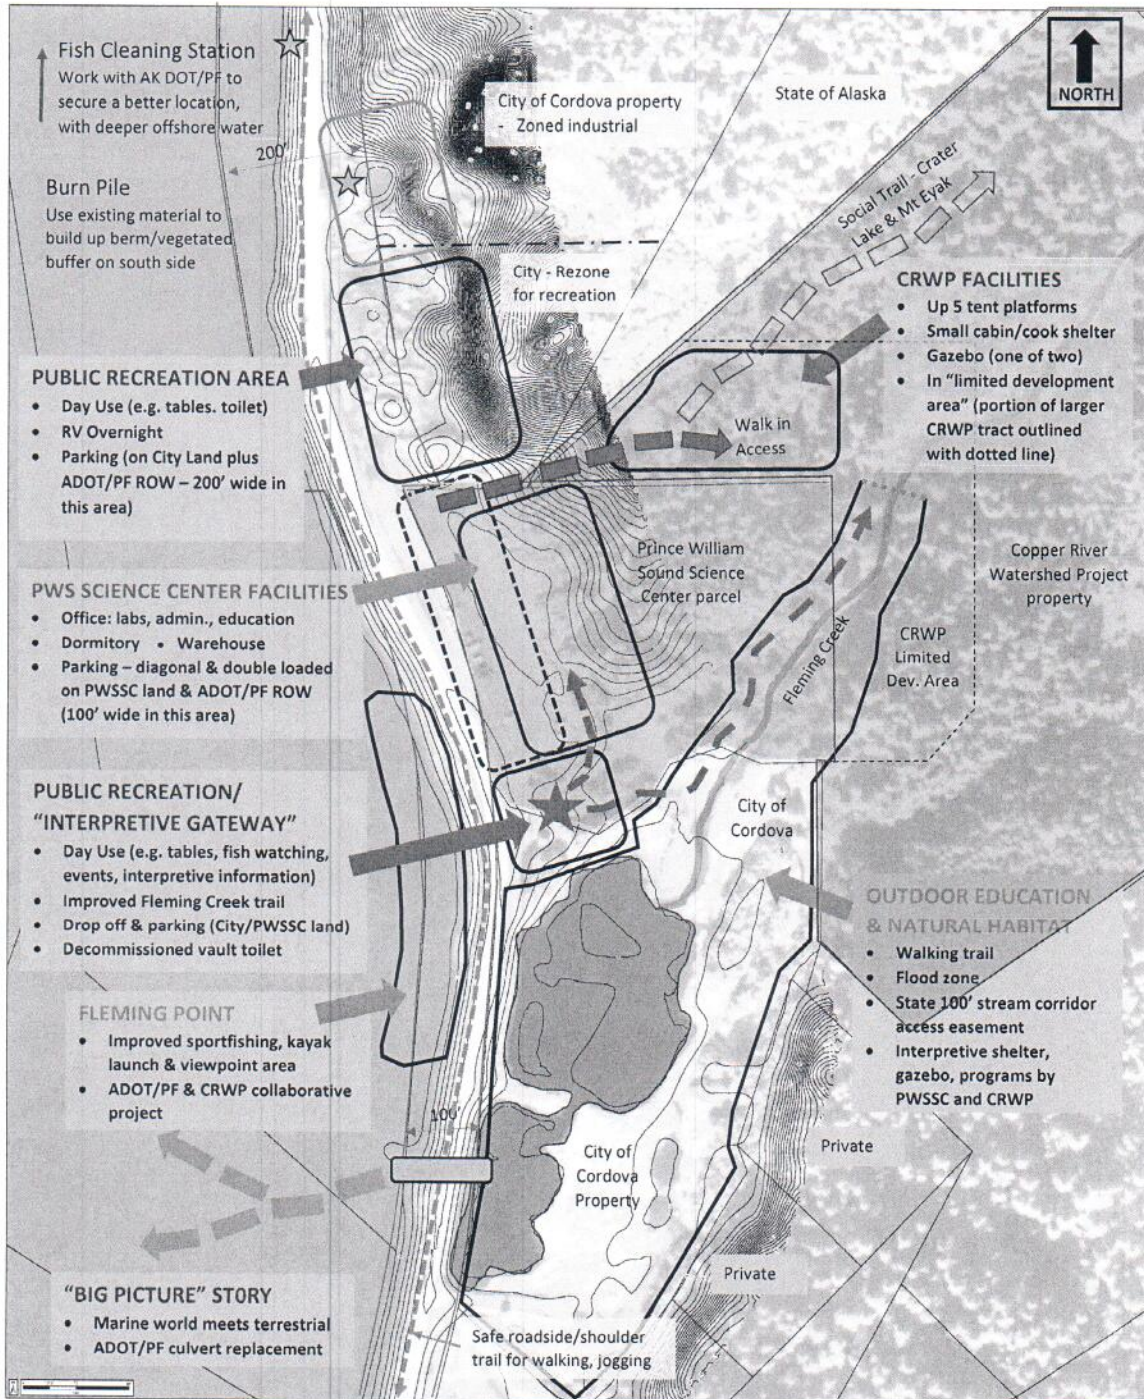 Fish Cleaning Station
Work with AK DOT/PF to
secure a better location,
with deeper offshore water
200'
Burn Pile
Use existing material to
build up berm/vegetated
buffer on south side
City of Cordova property
- Zoned industrial
State of Alaska
NORTH
Social Trail - Crater
Lake & Mt Eyak
City - Rezone
for recreation
CRWP FACILITIES
• Up 5 tent platforms
• Small cabin/cook shelter
• Gazebo (one of two)
• In “limited development
area” (portion of larger
CRWP tract outlined
with dotted line)
PUBLIC RECREATION AREA
• Day Use (e.g. tables. toilet)
• RV Overnight
• Parking (on City Land plus
ADOT/PF ROW – 200' wide in
this area)
Walk in
Access
PWS SCIENCE CENTER FACILITIES
• Office: labs, admin., education
• Dormitory • Warehouse
• Parking – diagonal & double loaded
on PWSSC land & ADOT/PF ROW
(100' wide in this area)
Prince William
Sound Science
Center parcel
Fleming Creek
Copper River
Watershed Project
property
CRWP
Limited
Dev. Area
PUBLIC RECREATION/
“INTERPRETIVE GATEWAY”
• Day Use (e.g. tables, fish watching,
events, interpretive information)
• Improved Fleming Creek trail
• Drop off & parking (City/PWSSC land)
• Decommissioned vault toilet
City of
Cordova
OUTDOOR EDUCATION
& NATURAL HABITAT
• Walking trail
• Flood zone
• State 100' stream corridor
access easement
• Interpretive shelter,
gazebo, programs by
PWSSC and CRWP
FLEMING POINT
• Improved sportfishing, kayak
launch & viewpoint area
• ADOT/PF & CRWP collaborative
project
100'
City of
Cordova
Property
Private
Private
“BIG PICTURE” STORY
• Marine world meets terrestrial
• ADOT/PF culvert replacement
Safe roadside/shoulder
trail for walking, jogging